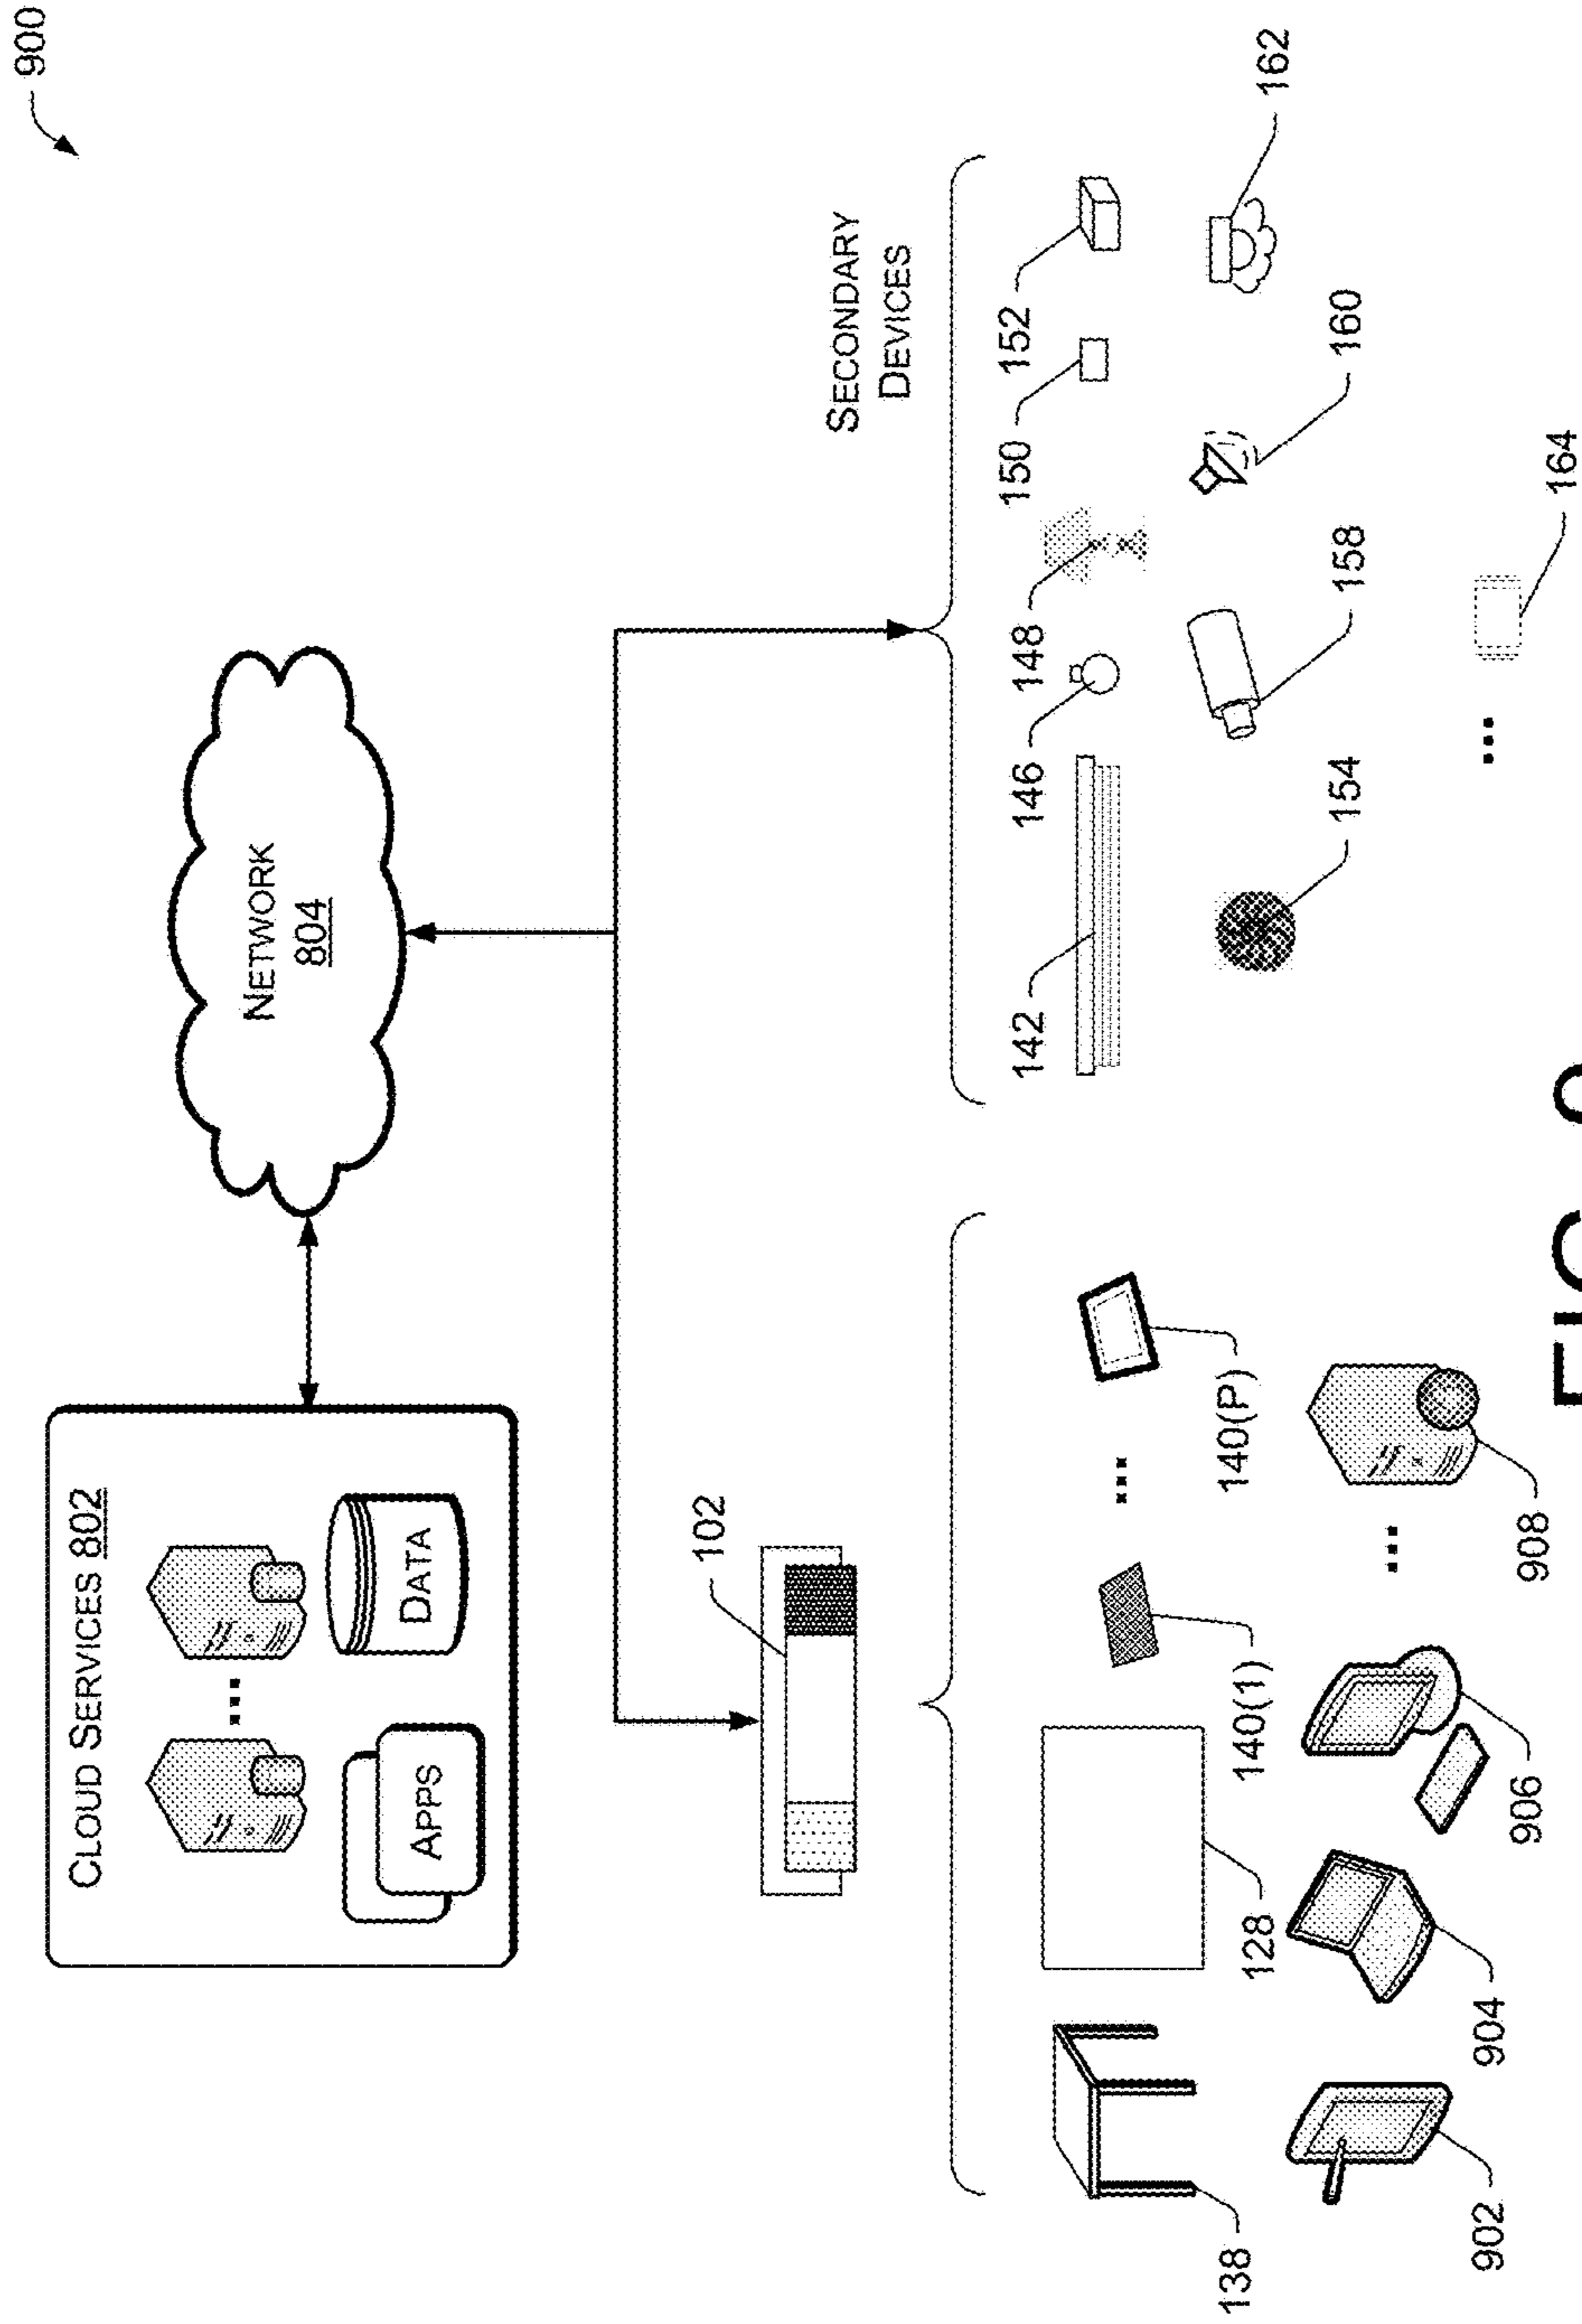 900
CLOUD SERVICES 802
APPS
DATA
NETWORK
804
102
SECONDARY
DEVICES
138
128
140(1)
140(P)
902
904
906
908
142
146
148
150
152
154
158
160
162
164